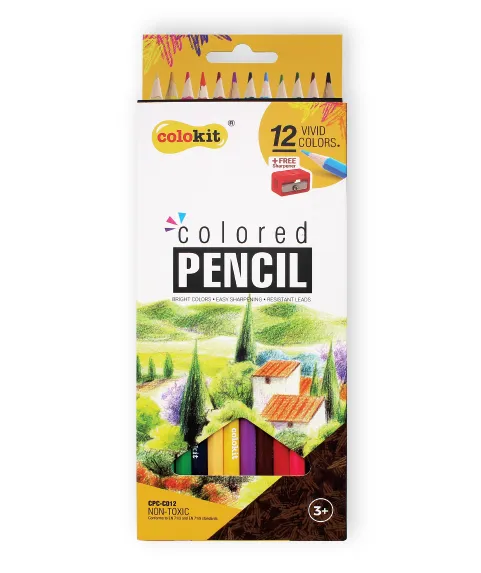 colokit®
12 VIVID
COLORS.
+ FREE
Sharpener
colored
PENCIL
BRIGHT COLORS • EASY SHARPENING • RESISTANT LEADS
colokit
CPC-C012
NON-TOXIC
3+